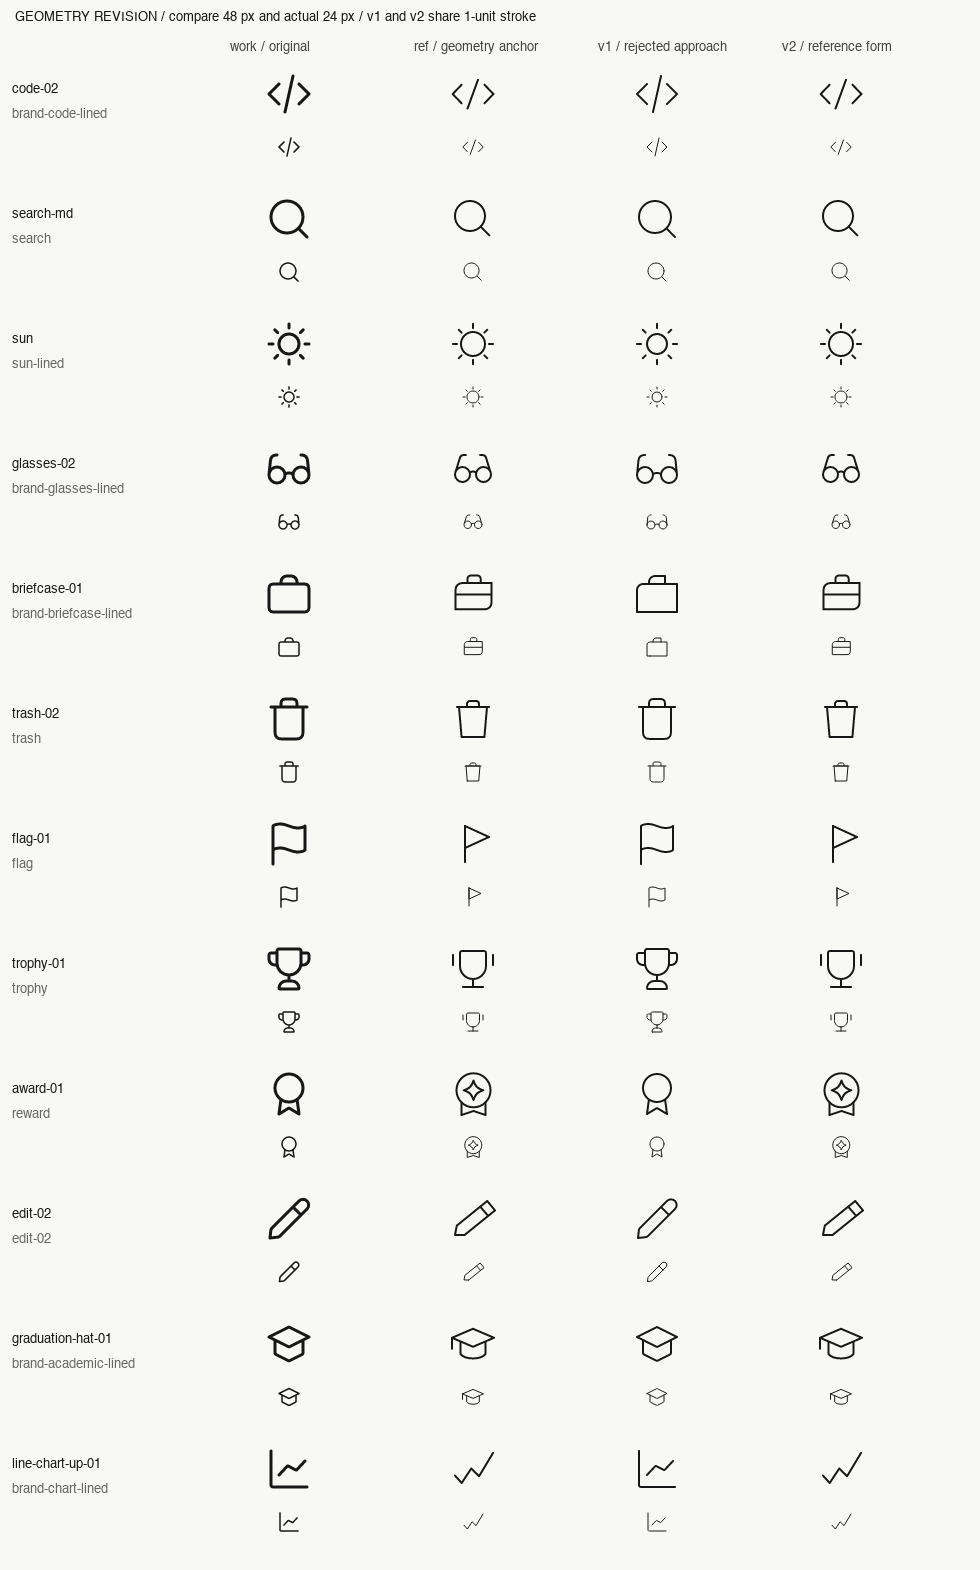 GEOMETRY REVISION / compare 48 px and actual 24 px / v1 and v2 share 1-unit stroke
work / original ref / geometry anchor v1 / rejected approach v2 / reference form
code-02
brand-code-lined
search-md
search
sun
sun-lined
glasses-02
brand-glasses-lined
briefcase-01
brand-briefcase-lined
trash-02
trash
flag-01
flag
trophy-01
trophy
award-01
reward
edit-02
edit-02
graduation-hat-01
brand-academic-lined
line-chart-up-01
brand-chart-lined